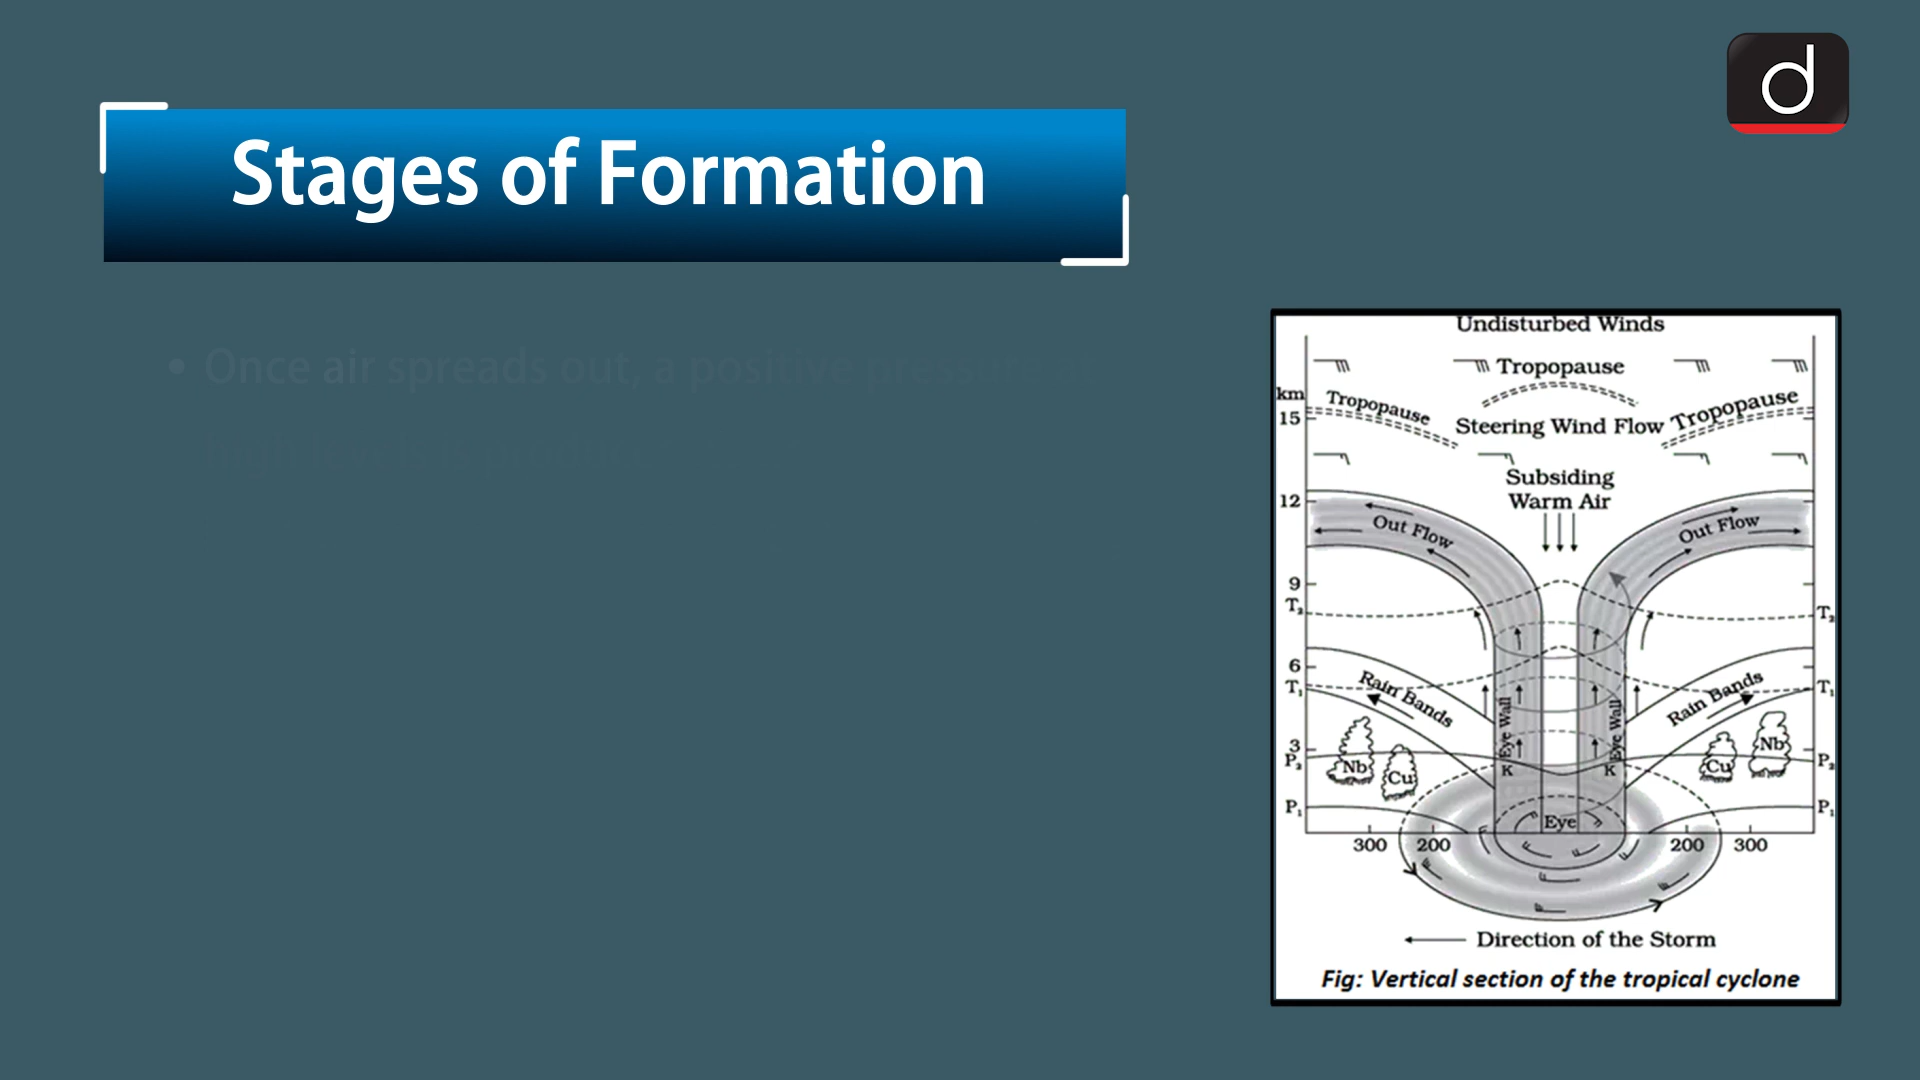 d
Stages of Formation
• Once air spreads out, a positive pressure at
high levels is produced
Undisturbed Winds
Tropopause
km
Tropopause
Tropopause
15
Steering Wind Flow
Subsiding
Warm Air
12
Out Flow
Out Flow
9
T₂
T₂
6
T₁
T₁
Rain Bands
Rain Bands
Eye Wall
Eye Wall
3
P₂
P₂
Nb
Cu
K
K
Cu
Nb
P₁
P₁
Eye
300 200 200 300
Direction of the Storm
Fig: Vertical section of the tropical cyclone